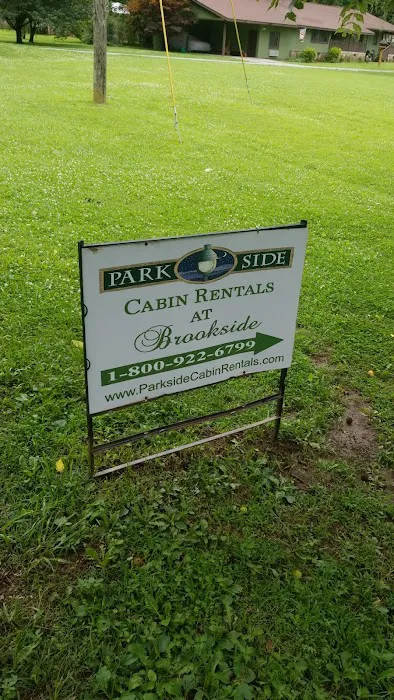 PARK SIDE
CABIN RENTALS
AT
Brookside
1-800-922-6799
www.ParksideCabinRentals.com